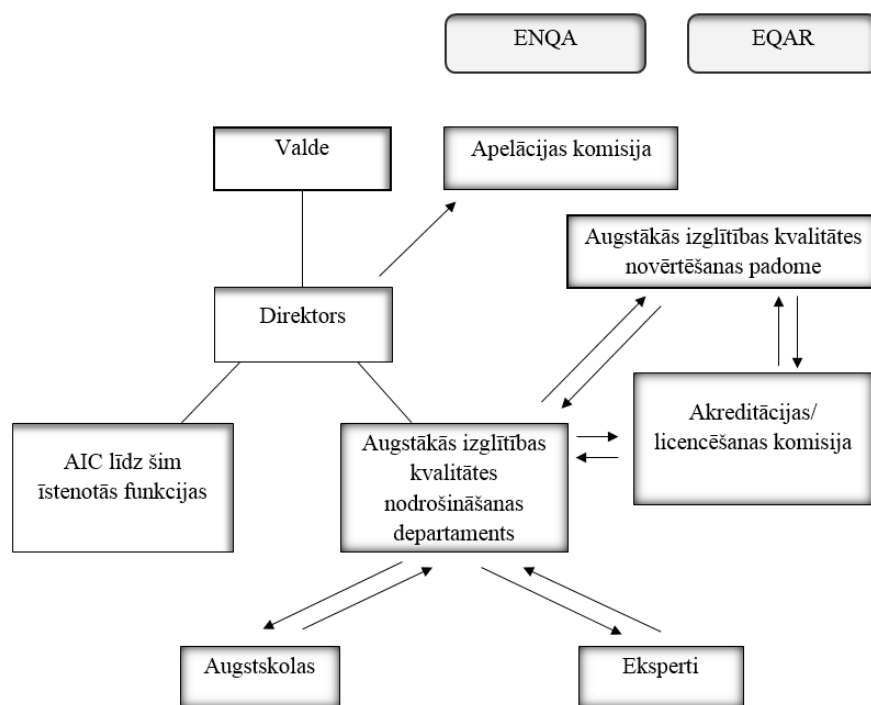 ENQA
EQAR
Valde
Apelācijas komisija
Augstākās izglītības kvalitātes
novērtēšanas padome
Direktors
Akreditācijas/
licencēšanas komisija
AIC līdz šim
īstenotās funkcijas
Augstākās izglītības
kvalitātes
nodrošināšanas
departaments
Augstskolas
Eksperti